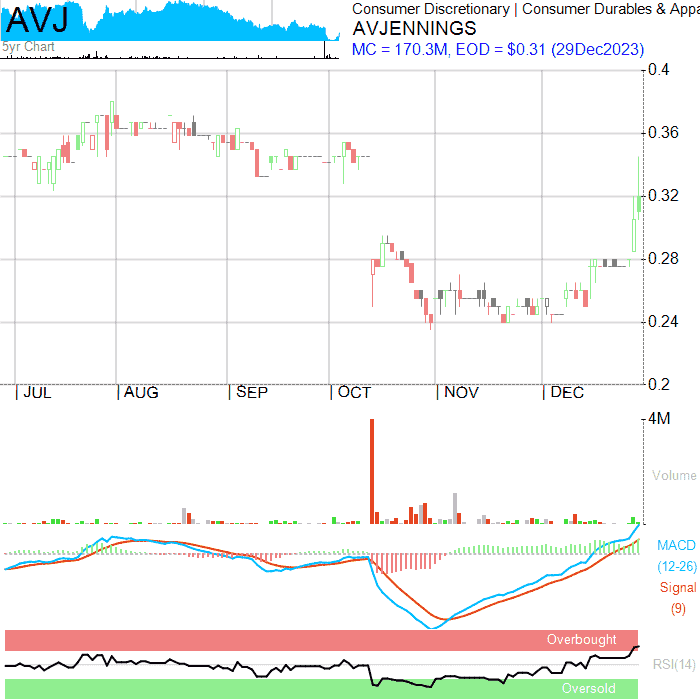 AVJ
5yr Chart
Consumer Discretionary | Consumer Durables & Appa
AVJENNINGS
MC = 170.3M, EOD = $0.31 (29Dec2023)
0.4
0.36
0.32
0.28
0.24
0.2
| JUL | AUG | SEP | OCT | NOV | DEC
4M
Volume
MACD
(12-26)
Signal
(9)
Overbought
RSI(14)
Oversold